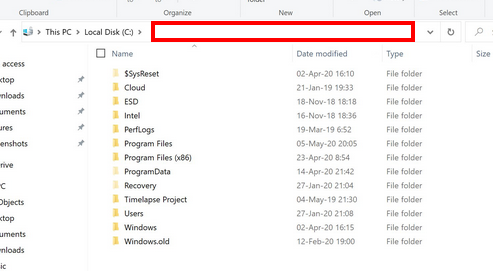 Clipboard Organize New Open Select
folder
This PC > Local Disk (C:) >
Name Date modified Type
access
$SysReset 02-Apr-20 16:10 File folder
ktop
Cloud 21-Jan-19 19:33 File folder
wnloads
ESD 18-Nov-18 18:18 File folder
uments
Intel 16-Nov-18 18:36 File folder
ures
PerfLogs 19-Mar-19 6:52 File folder
enshots
Program Files 05-May-20 20:05 File folder
Program Files (x86) 23-Apr-20 8:54 File folder
rive
ProgramData 14-Apr-20 21:42 File folder
PC
Recovery 27-Jan-20 21:04 File folder
Objects
Timelapse Project 04-May-19 21:30 File folder
ktop
Users 27-Jan-20 21:08 File folder
uments
Windows 02-Apr-20 16:15 File folder
wnloads
Windows.old 12-Feb-20 19:00 File folder
sic